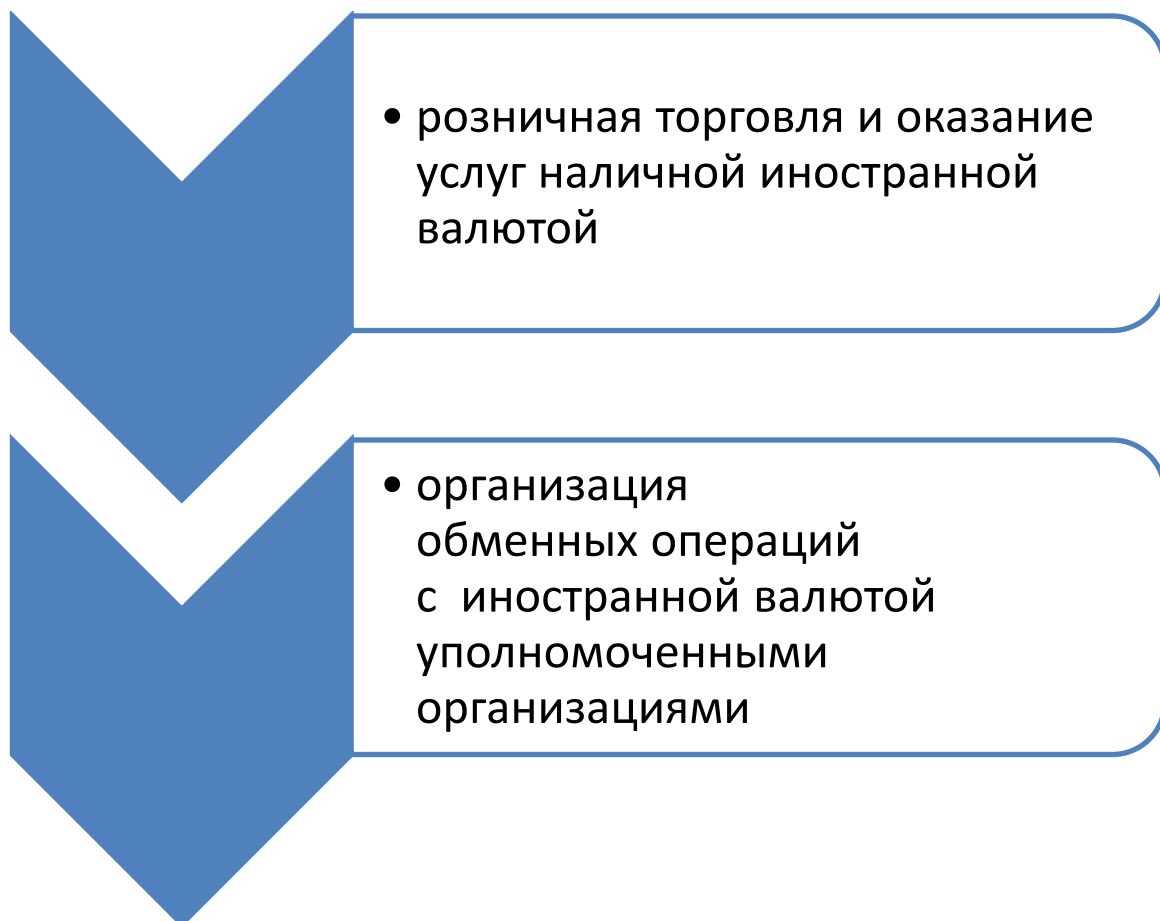 • розничная торговля и оказание
услуг наличной иностранной
валютой
• организация
обменных операций
с  иностранной валютой
уполномоченными
организациями